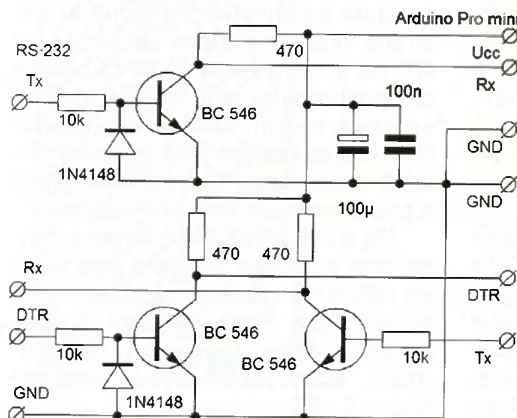 Arduino Pro mini
470
RS-232
Ucc
Tx
Rx
100n
10k
BC 546
GND
1N4148
100µ
GND
470
470
Rx
DTR
DTR
BC 546
BC 546
10k
10k
Tx
GND
1N4148